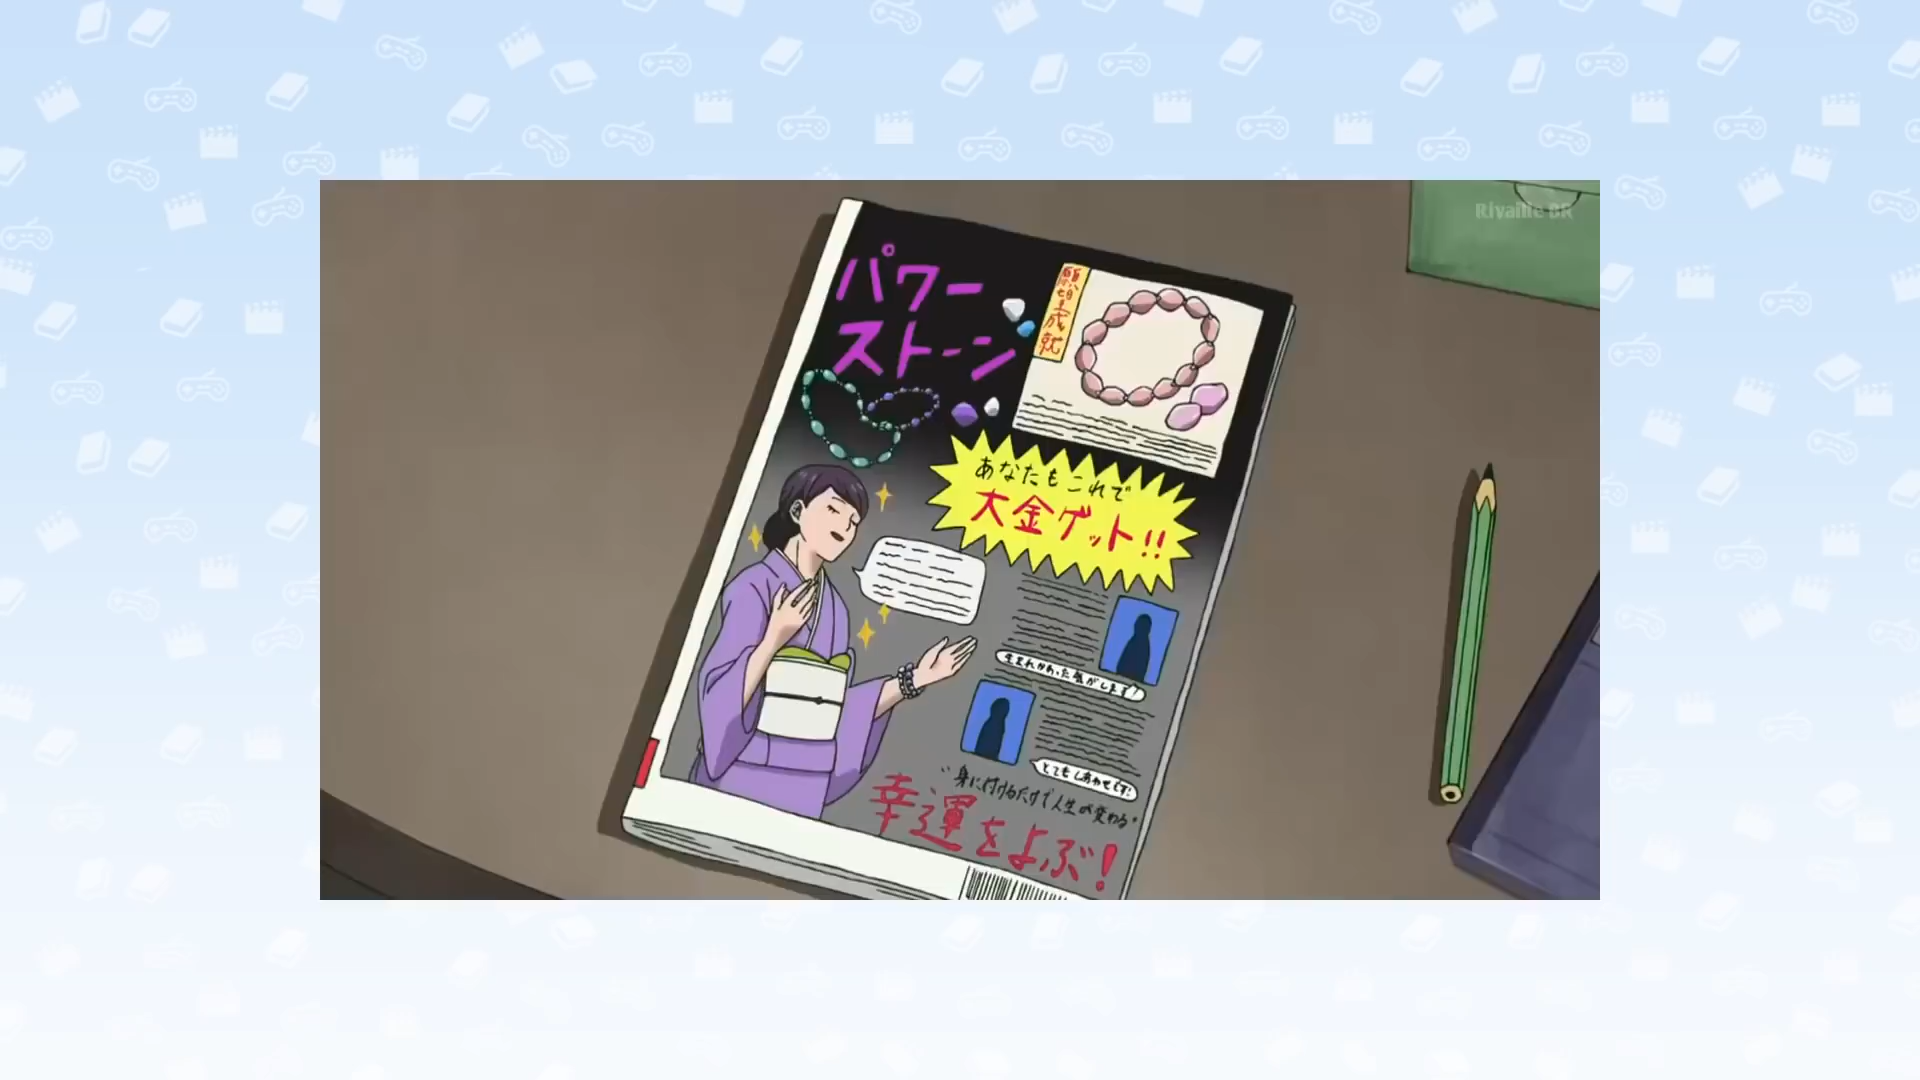 Rivaille BR
パワー
ストーン
願望成就
あなたもこれで
大金ゲット!!
生まれかわった気がします!
とてもしあわせです!
"身に付けるだけで人生が変わる"
幸運をよぶ!